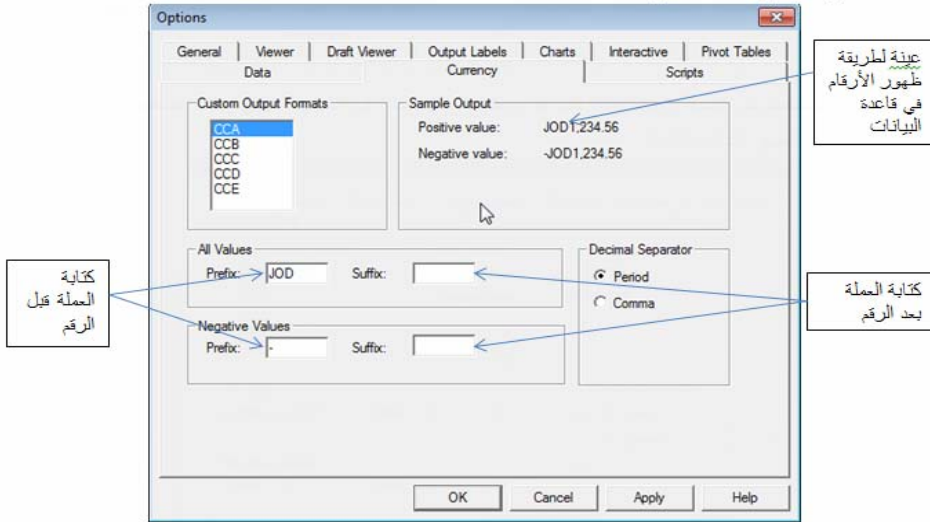 Options
General
Viewer
Draft Viewer
Output Labels
Charts
Interactive
Pivot Tables
Data
Currency
Scripts
Custom Output Formats
CCA
CCB
CCC
CCD
CCE
Sample Output
Positive value: JOD1,234.56
Negative value: -JOD1,234.56
All Values
Prefix: JOD Suffix:
Negative Values
Prefix: - Suffix:
Decimal Separator
Period
Comma
OK
Cancel
Apply
Help
عينة لطريقة
ظهور الأرقام
في قاعدة
البيانات
كتابة
العملة قبل
الرقم
كتابة العملة
بعد الرقم